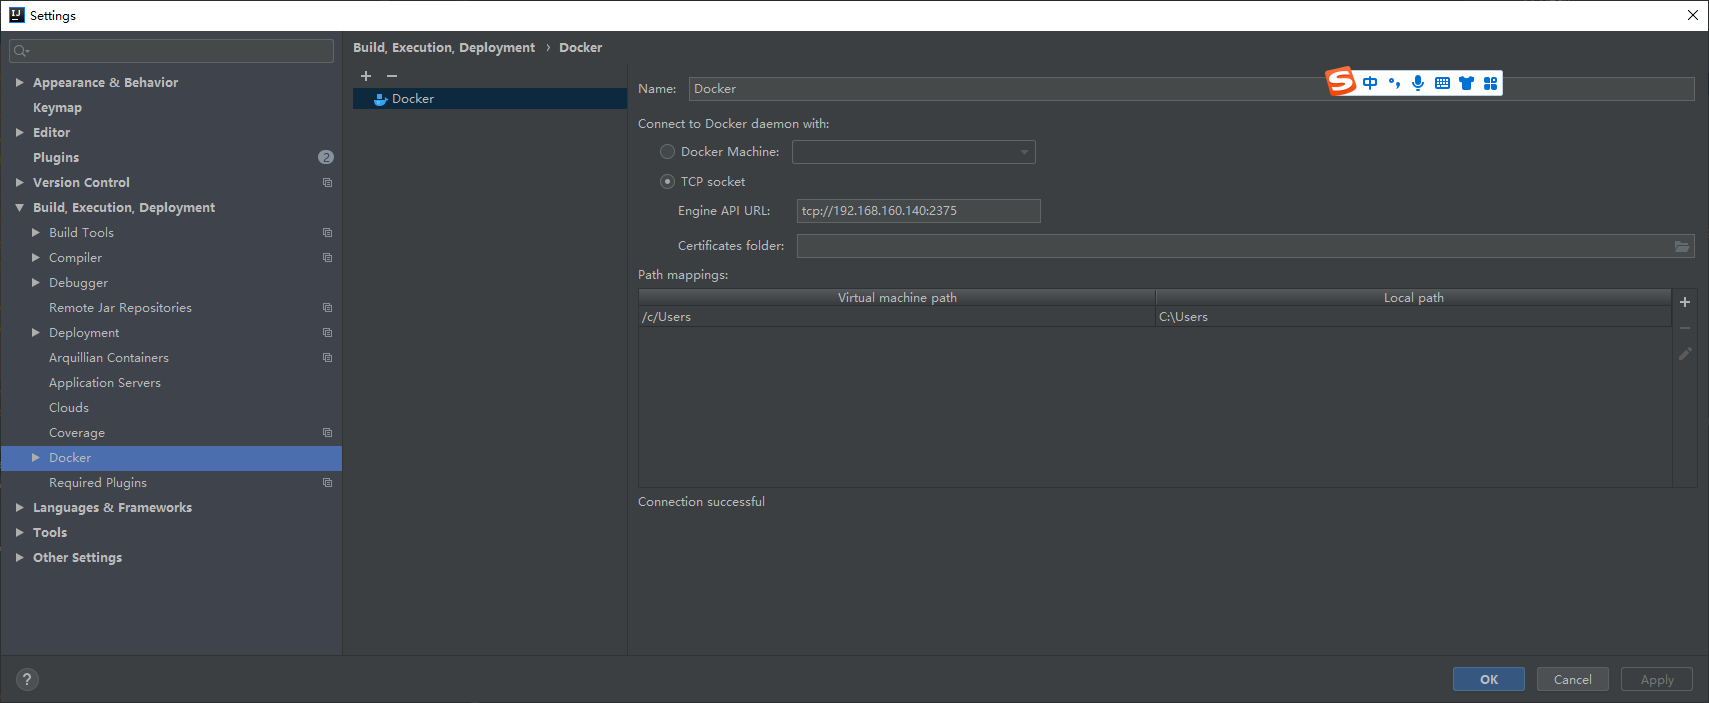 Settings
Appearance & Behavior
Keymap
Editor
Plugins 2
Version Control
Build, Execution, Deployment
Build Tools
Compiler
Debugger
Remote Jar Repositories
Deployment
Arquillian Containers
Application Servers
Clouds
Coverage
Docker
Required Plugins
Languages & Frameworks
Tools
Other Settings
Build, Execution, Deployment › Docker
Docker
Name: Docker
中
Connect to Docker daemon with:
Docker Machine:
TCP socket
Engine API URL: tcp://192.168.160.140:2375
Certificates folder:
Path mappings:
Virtual machine path Local path
/c/Users C:\Users
Connection successful
? OK Cancel Apply